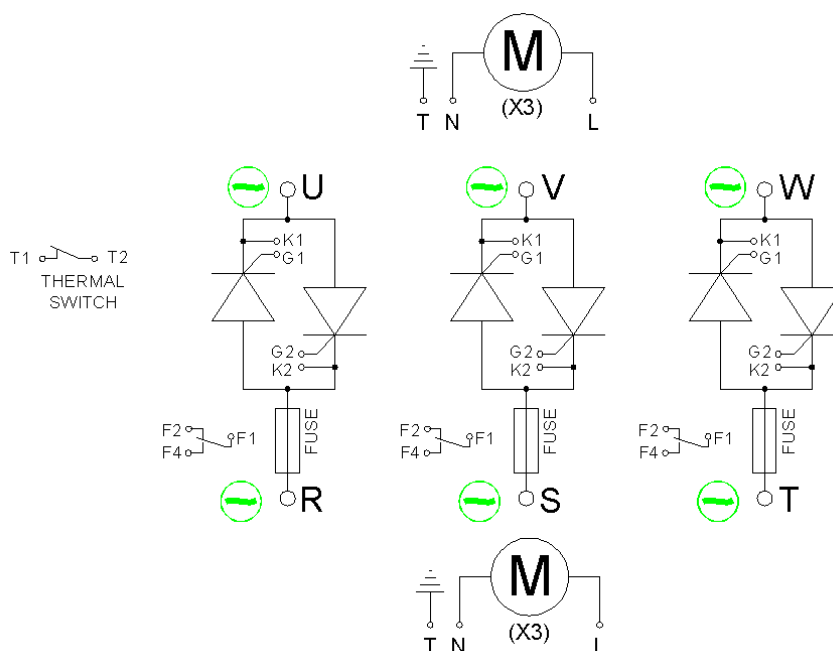 M
(X3)
T N L
U V W
K1 K1 K1
G1 G1 G1
T1 T2
THERMAL
SWITCH
G2 G2 G2
K2 K2 K2
F2 F1 FUSE F2 F1 FUSE F2 F1 FUSE
F4 F4 F4
R S T
M
(X3)
T N L